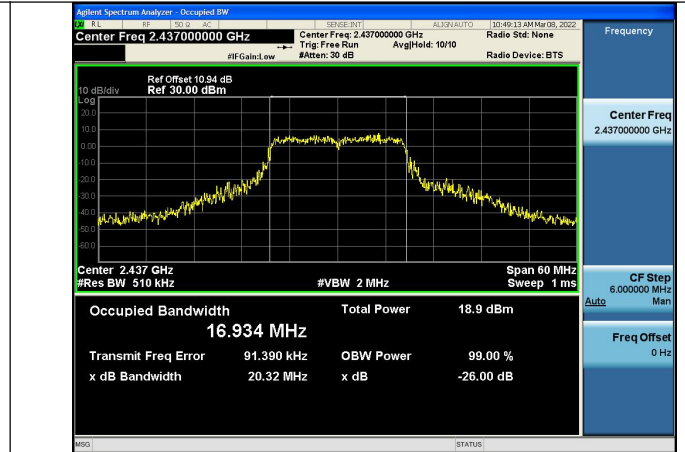 Agilent Spectrum Analyzer - Occupied BW
LXI RL RF 50 Ω AC SENSE:INT ALIGN AUTO 10:49:13 AM Mar 08, 2022
Center Freq 2.437000000 GHz
Center Freq: 2.437000000 GHz
Radio Std: None
Trig: Free Run Avg|Hold: 10/10
#IFGain:Low #Atten: 30 dB Radio Device: BTS
Ref Offset 10.94 dB
10 dB/div Ref 30.00 dBm
Log
20.0
10.0
0.00
-10.0
-20.0
-30.0
-40.0
-50.0
-60.0
Center 2.437 GHz Span 60 MHz
#Res BW 510 kHz #VBW 2 MHz Sweep 1 ms
Occupied Bandwidth Total Power 18.9 dBm
16.934 MHz
Transmit Freq Error 91.390 kHz OBW Power 99.00 %
x dB Bandwidth 20.32 MHz x dB -26.00 dB
MSG STATUS
Frequency
Center Freq
2.437000000 GHz
CF Step
6.000000 MHz
Auto Man
Freq Offset
0 Hz